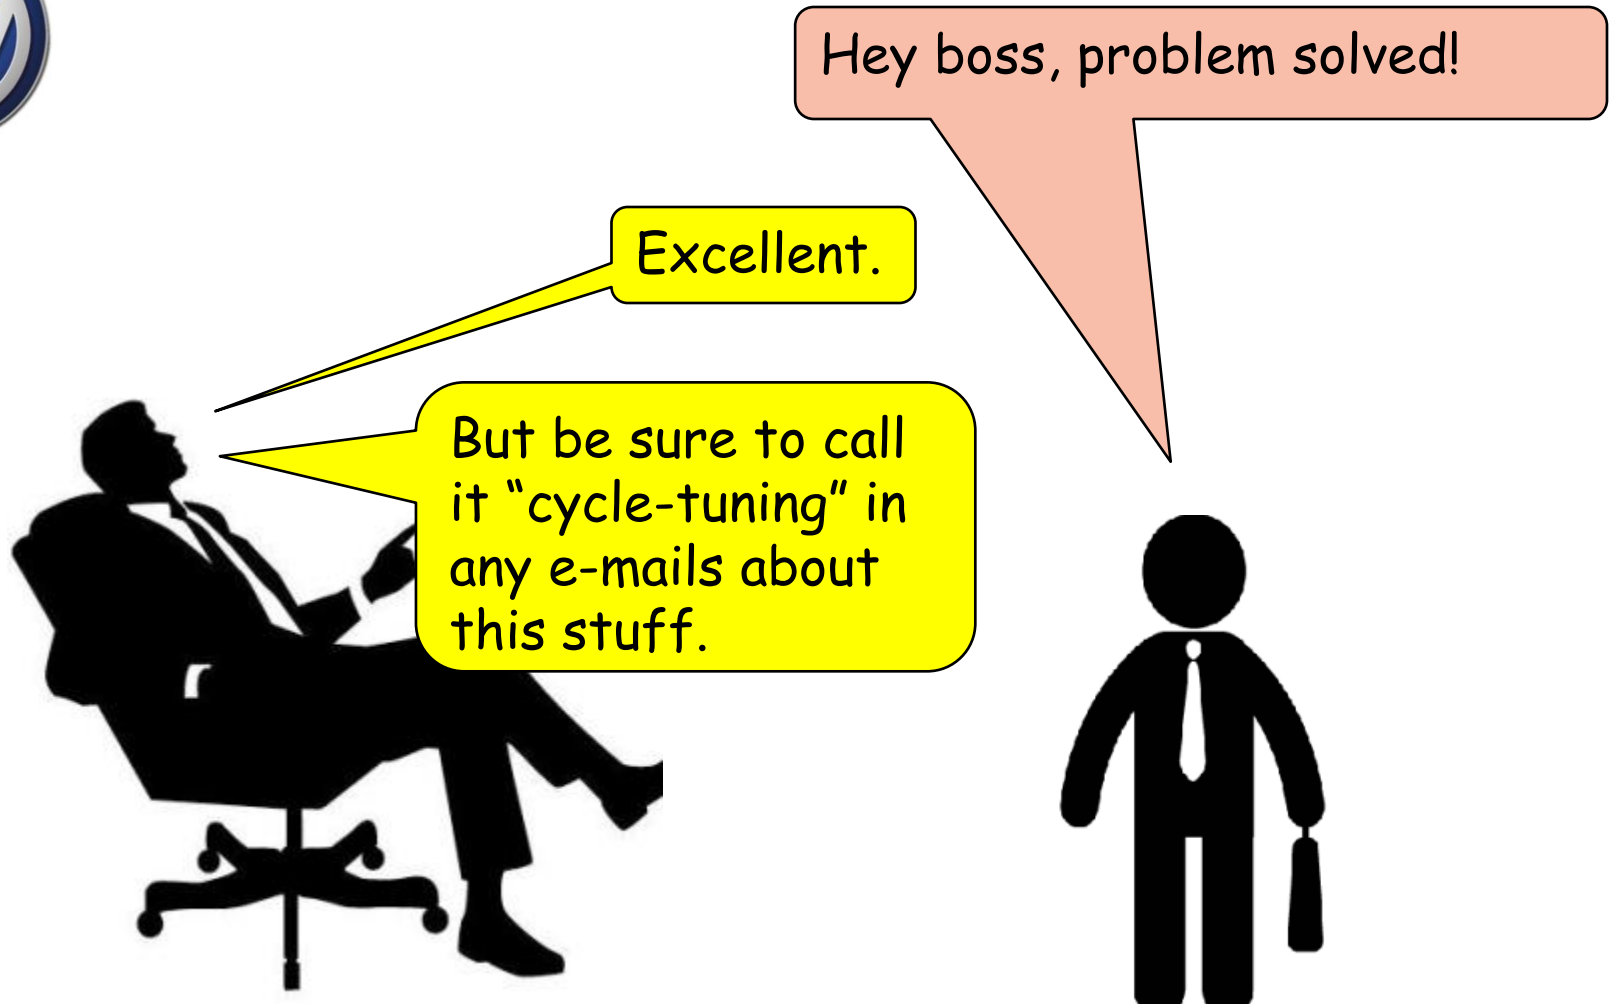 Hey boss, problem solved!
Excellent.
But be sure to call
it “cycle-tuning” in
any e-mails about
this stuff.